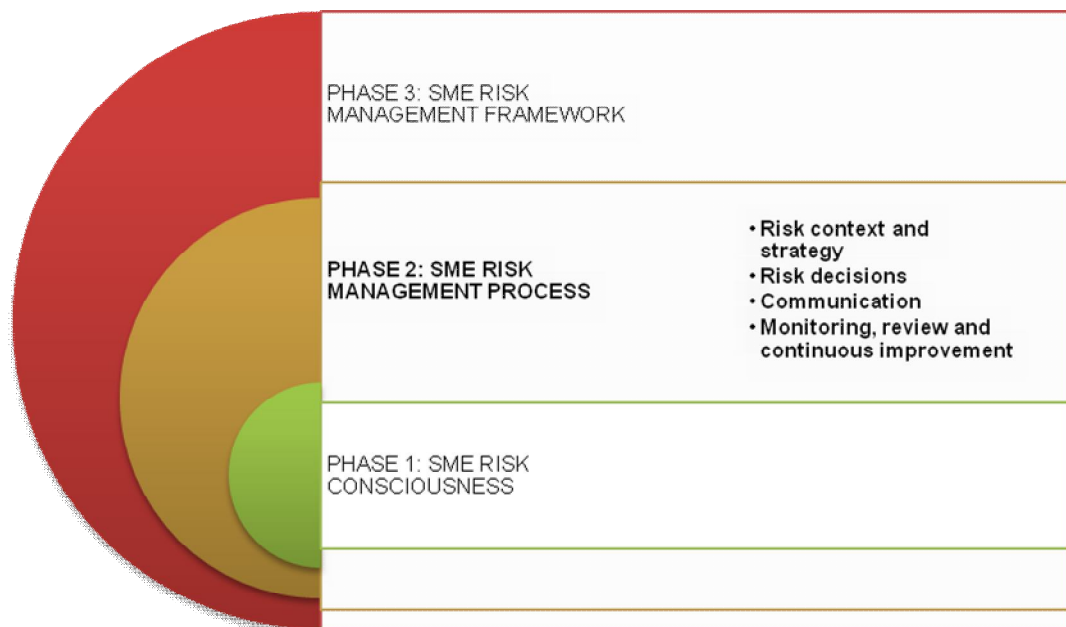 PHASE 3: SME RISK
MANAGEMENT FRAMEWORK
PHASE 2: SME RISK
MANAGEMENT PROCESS
• Risk context and
strategy
• Risk decisions
• Communication
• Monitoring, review and
continuous improvement
PHASE 1: SME RISK
CONSCIOUSNESS